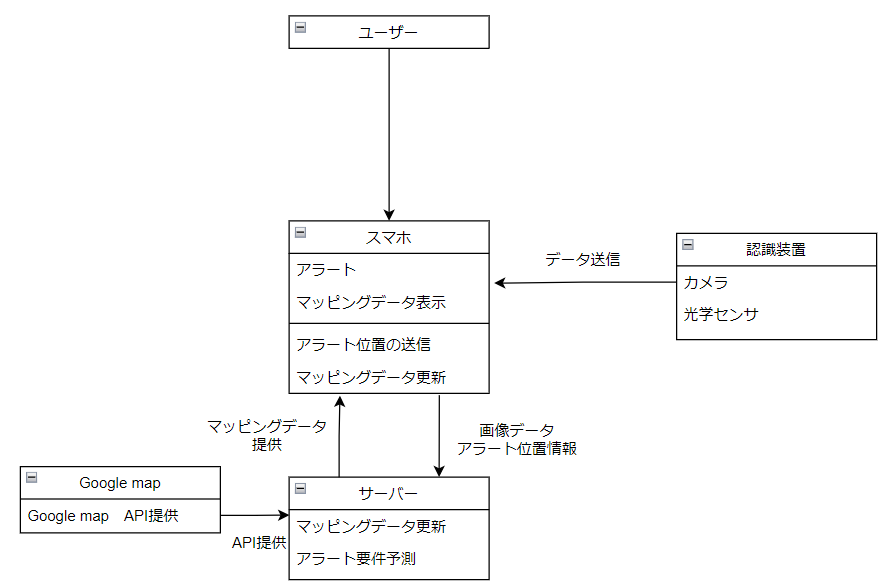 ユーザー
スマホ
アラート
マッピングデータ表示
アラート位置の送信
マッピングデータ更新
データ送信
認識装置
カメラ
光学センサ
マッピングデータ
提供
画像データ
アラート位置情報
Google map
Google map　API提供
API提供
サーバー
マッピングデータ更新
アラート要件予測